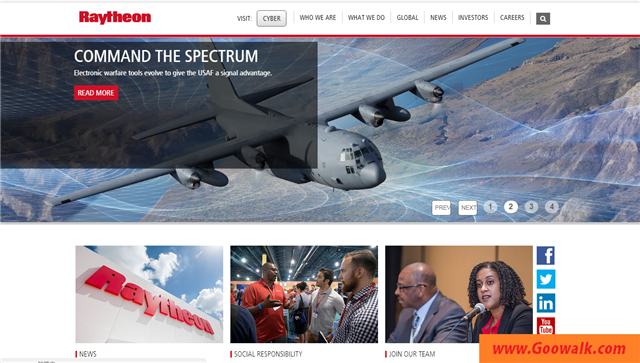 Raytheon
VISIT:
CYBER
WHO WE ARE
WHAT WE DO
GLOBAL
NEWS
INVESTORS
CAREERS
COMMAND THE SPECTRUM
Electronic warfare tools evolve to give the USAF a signal advantage.
READ MORE
PREV
NEXT
1
2
3
4
Raytheon
f
in
You
Tube
www.Goowalk.com
NEWS
SOCIAL RESPONSIBILITY
JOIN OUR TEAM